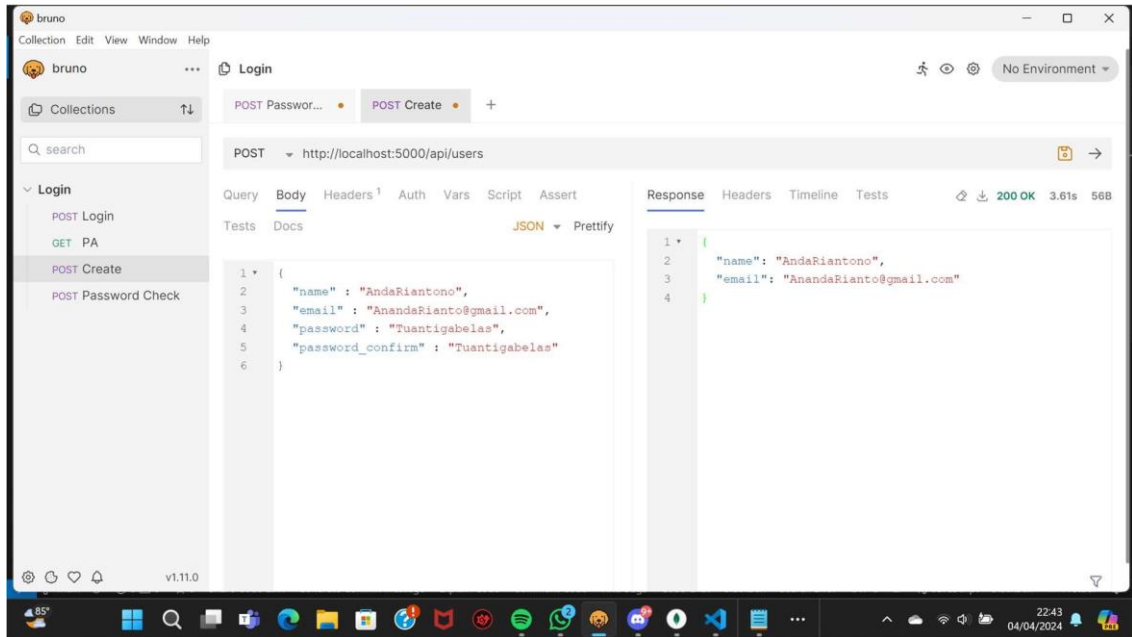 bruno
Collection Edit View Window Help
bruno ...
Login
No Environment
Collections
POST Passwor...
POST Create
search
POST http://localhost:5000/api/users
Login
POST Login
GET PA
POST Create
POST Password Check
Query Body Headers 1 Auth Vars Script Assert
Tests Docs JSON Prettify
1 {
2 "name" : "AndaRiantono",
3 "email" : "AnandaRianto@gmail.com",
4 "password" : "Tuantigabelas",
5 "password_confirm" : "Tuantigabelas"
6 }
Response Headers Timeline Tests 200 OK 3.61s 56B
1 {
2 "name": "AndaRiantono",
3 "email": "AnandaRianto@gmail.com"
4 }
v1.11.0
85°
22:43
04/04/2024
PRE